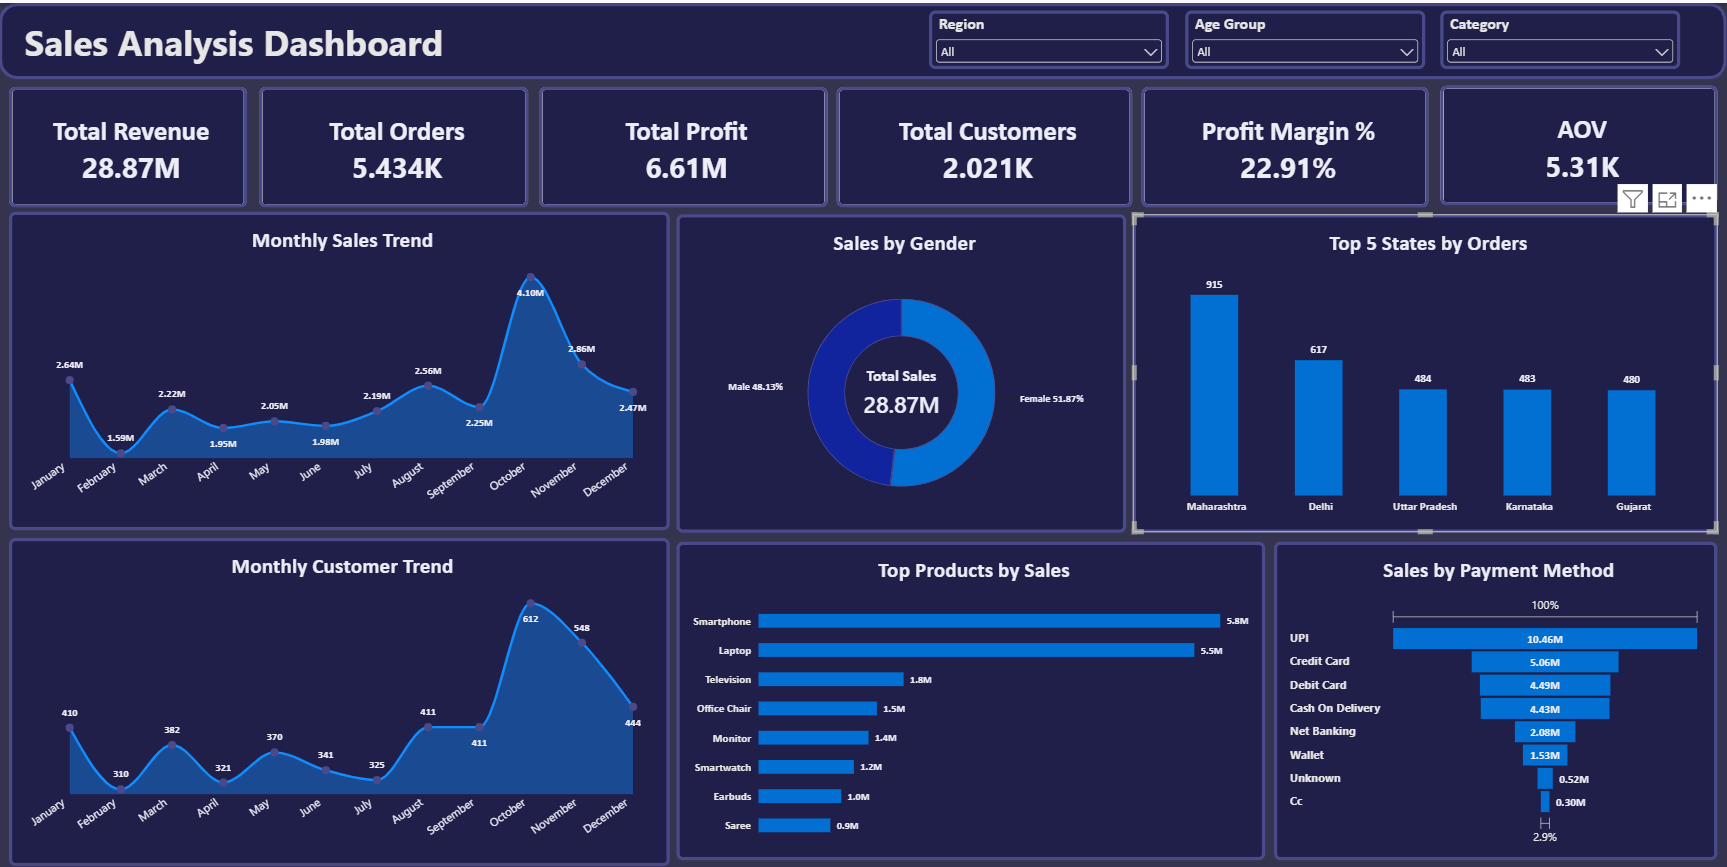 Sales Analysis Dashboard
Region
All
Age Group
All
Category
All
Total Revenue
28.87M
Total Orders
5.434K
Total Profit
6.61M
Total Customers
2.021K
Profit Margin %
22.91%
AOV
5.31K
Monthly Sales Trend
2.64M
1.59M
2.22M
1.95M
2.05M
1.98M
2.19M
2.56M
2.25M
4.10M
2.86M
2.47M
January
February
March
April
May
June
July
August
September
October
November
December
Sales by Gender
Male 48.13%
Total Sales
28.87M
Female 51.87%
Top 5 States by Orders
915
617
484
483
480
Maharashtra
Delhi
Uttar Pradesh
Karnataka
Gujarat
Monthly Customer Trend
410
310
382
321
370
341
325
411
411
612
548
444
January
February
March
April
May
June
July
August
September
October
November
December
Top Products by Sales
Smartphone 5.8M
Laptop 5.5M
Television 1.8M
Office Chair 1.5M
Monitor 1.4M
Smartwatch 1.2M
Earbuds 1.0M
Saree 0.9M
Sales by Payment Method
100%
UPI 10.46M
Credit Card 5.06M
Debit Card 4.49M
Cash On Delivery 4.43M
Net Banking 2.08M
Wallet 1.53M
Unknown 0.52M
Cc 0.30M
2.9%